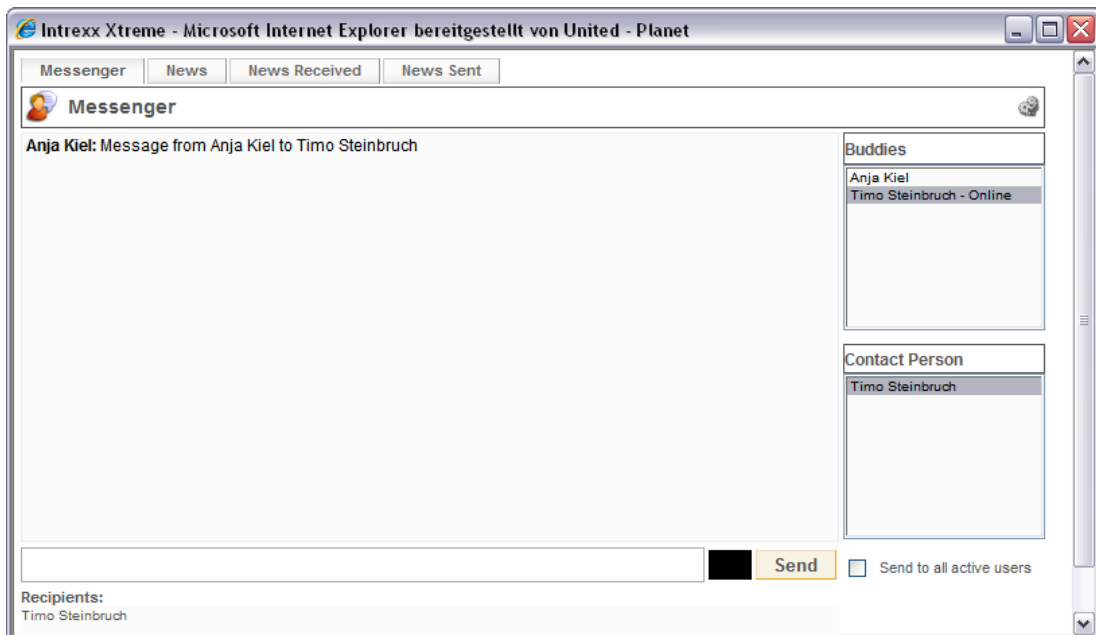 Intrexx Xtreme - Microsoft Internet Explorer bereitgestellt von United - Planet
Messenger News News Received News Sent
Messenger
Anja Kiel: Message from Anja Kiel to Timo Steinbruch
Buddies
Anja Kiel
Timo Steinbruch - Online
Contact Person
Timo Steinbruch
Send
Send to all active users
Recipients:
Timo Steinbruch